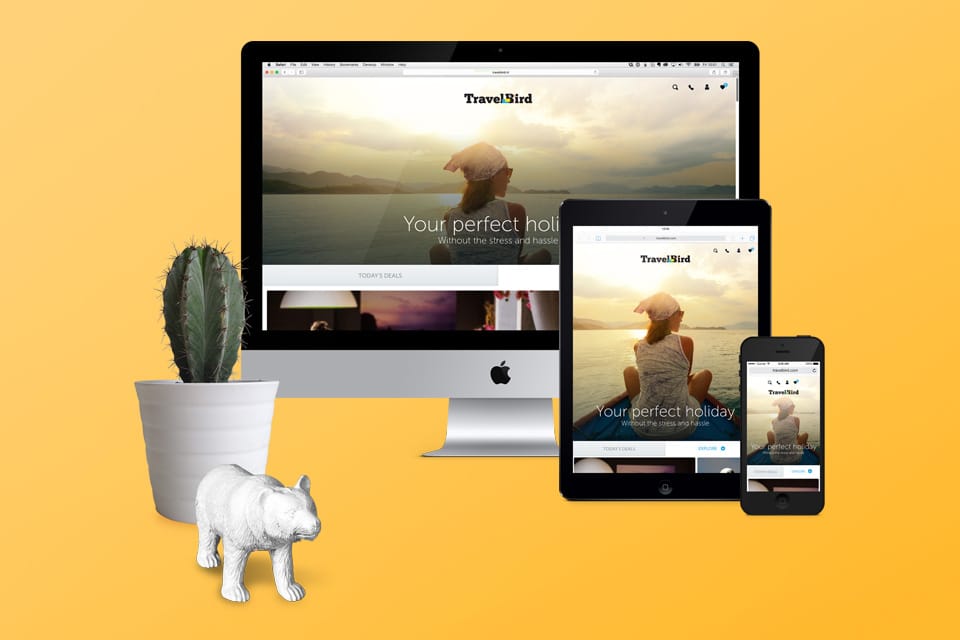 Safari File Edit View History Bookmarks Develop Window Help
travelbird.nl
TravelBird
Your perfect holi
Without the stress and hassle
TODAY'S DEALS
travelbird.com
TravelBird
Your perfect holiday
Without the stress and hassle
TODAY'S DEALS
EXPLORE
travelbird.com
TravelBird
Your perfect holiday
Without the stress and hassle
EXPLORE